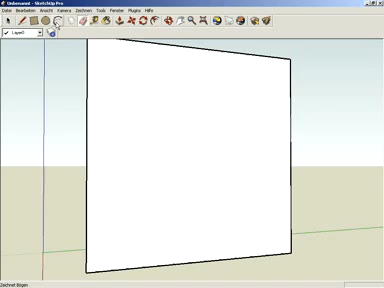 Unbenannt - SketchUp Pro
Datei Bearbeiten Ansicht Kamera Zeichnen Tools Fenster Plugins Hilfe
Layer0
Zeichnet Bögen